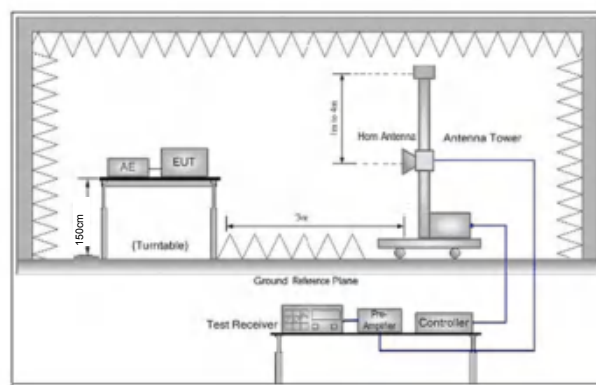 1m to 4m
Horn Antenna
Antenna Tower
AE
EUT
150cm
3m
(Turntable)
Ground Reference Plane
Test Receiver
Pre-
Amplifier
Controller